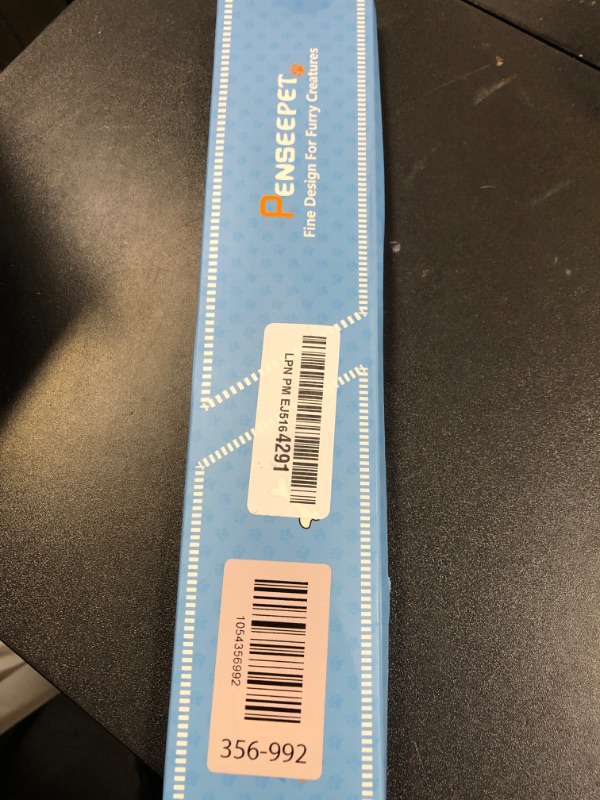 PENSEEPET
Fine Design For Furry Creatures
LPN PM EJ5164291
1054356992
356-992